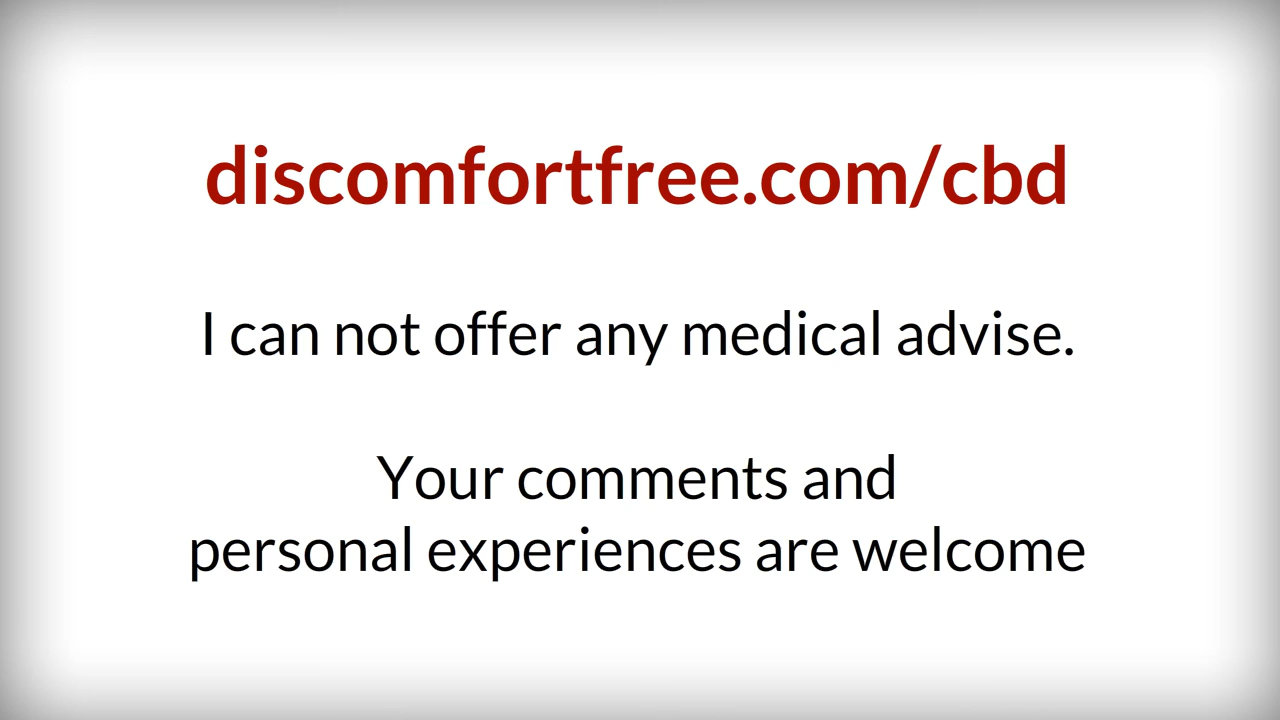 discomfortfree.com/cbd
I can not offer any medical advise.
Your comments and
personal experiences are welcome